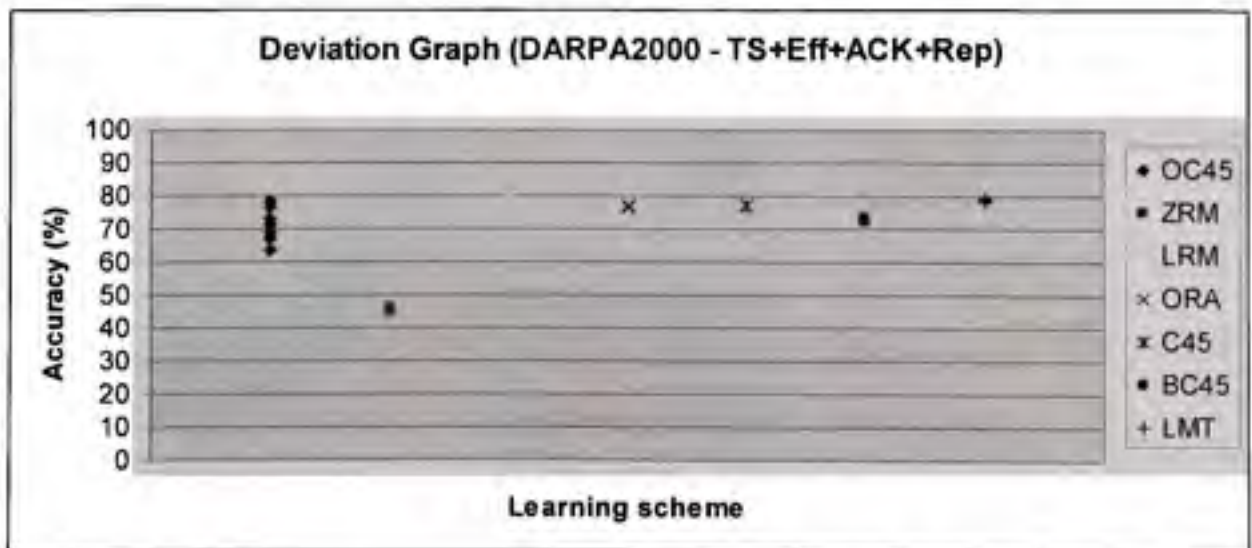 Deviation Graph (DARPA2000 - TS+Eff+ACK+Rep)
100
90
80
70
60
50
40
30
20
10
0
Accuracy (%)
Learning scheme
OC45
ZRM
LRM
ORA
C45
BC45
LMT